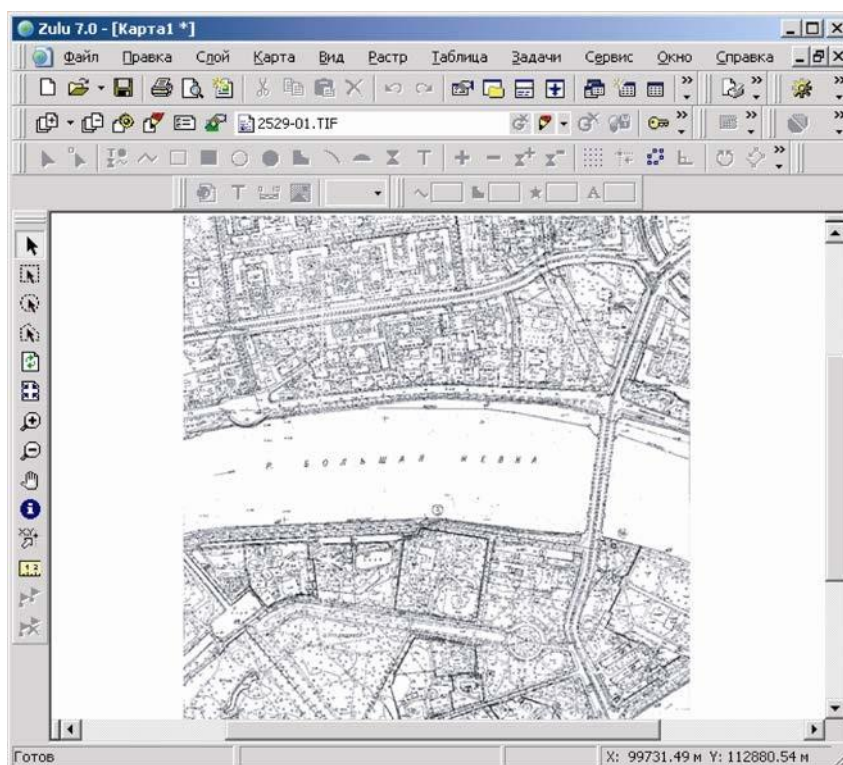 Zulu 7.0 - [Карта1 *]
Файл Правка Слой Карта Вид Растр Таблица Задачи Сервис Окно Справка
2529-01.TIF
Р. БОЛЬШАЯ НЕВКА
Готов X: 99731.49 м Y: 112880.54 м